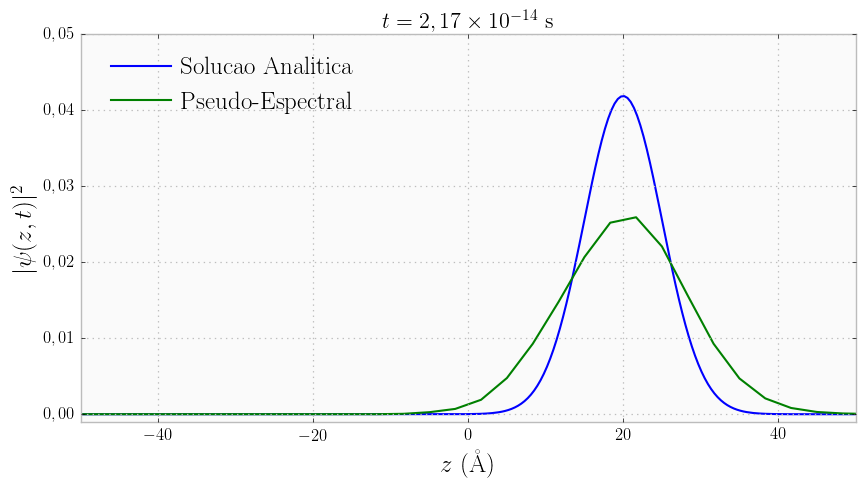 t = 2,17 × 10⁻¹⁴ s
Solucao Analitica
Pseudo-Espectral
|ψ(z, t)|²
0,05
0,04
0,03
0,02
0,01
0,00
−40 −20 0 20 40
z (Å)